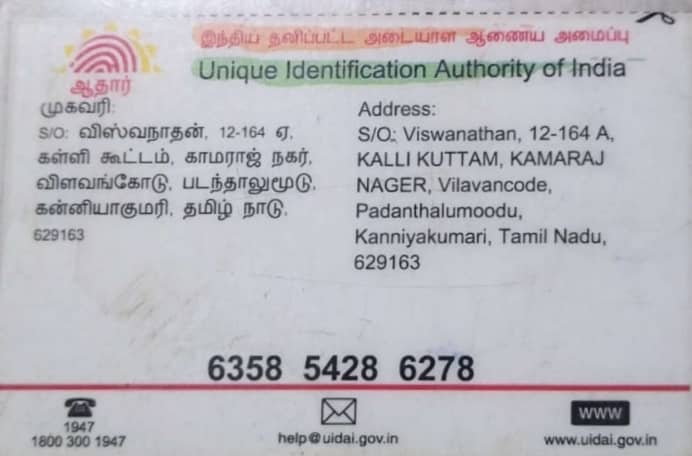 இந்திய தனிப்பட்ட அடையாள ஆணைய அமைப்பு
Unique Identification Authority of India
ஆதார்
முகவரி:
S/O: விஸ்வநாதன், 12-164 ஏ,
கள்ளி கூட்டம், காமராஜ் நகர்,
விளவங்கோடு, படந்தாலுமூடு,
கன்னியாகுமரி, தமிழ் நாடு,
629163
Address:
S/O: Viswanathan, 12-164 A,
KALLI KUTTAM, KAMARAJ
NAGER, Vilavancode,
Padanthalumoodu,
Kanniyakumari, Tamil Nadu,
629163
6358 5428 6278
1947
1800 300 1947
help@uidai.gov.in
WWW
www.uidai.gov.in